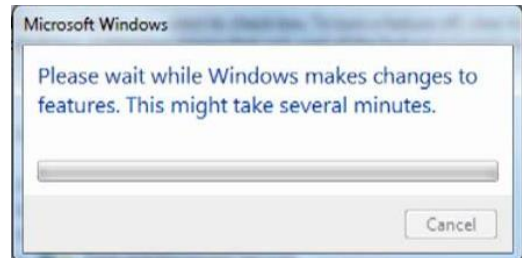 Microsoft Windows
Please wait while Windows makes changes to
features. This might take several minutes.
Cancel